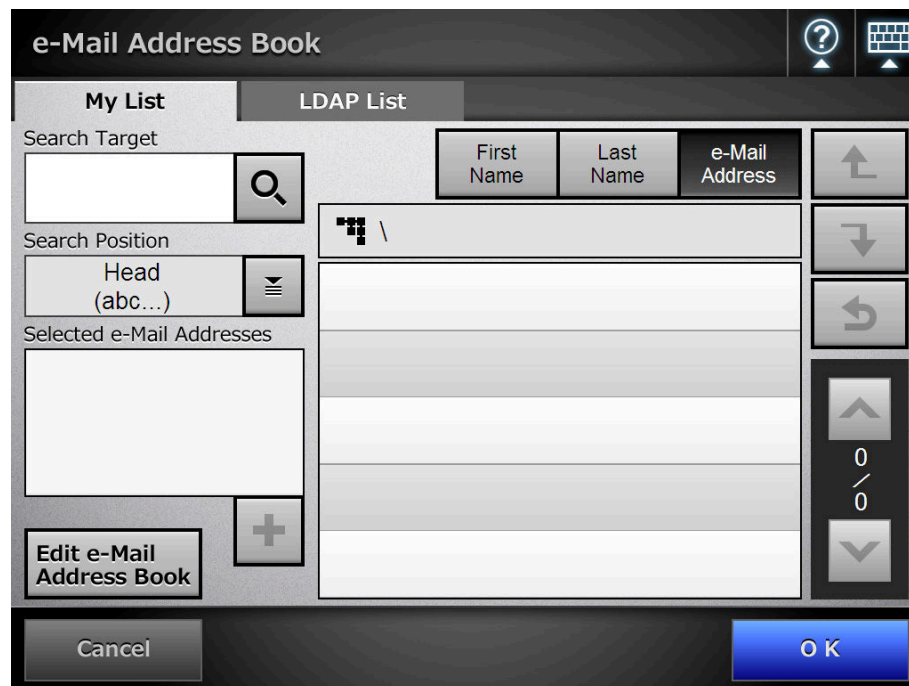 e-Mail Address Book
?
My List
LDAP List
Search Target
First
Name
Last
Name
e-Mail
Address
\
Search Position
Head
(abc...)
Selected e-Mail Addresses
0
/
0
Edit e-Mail
Address Book
Cancel
OK